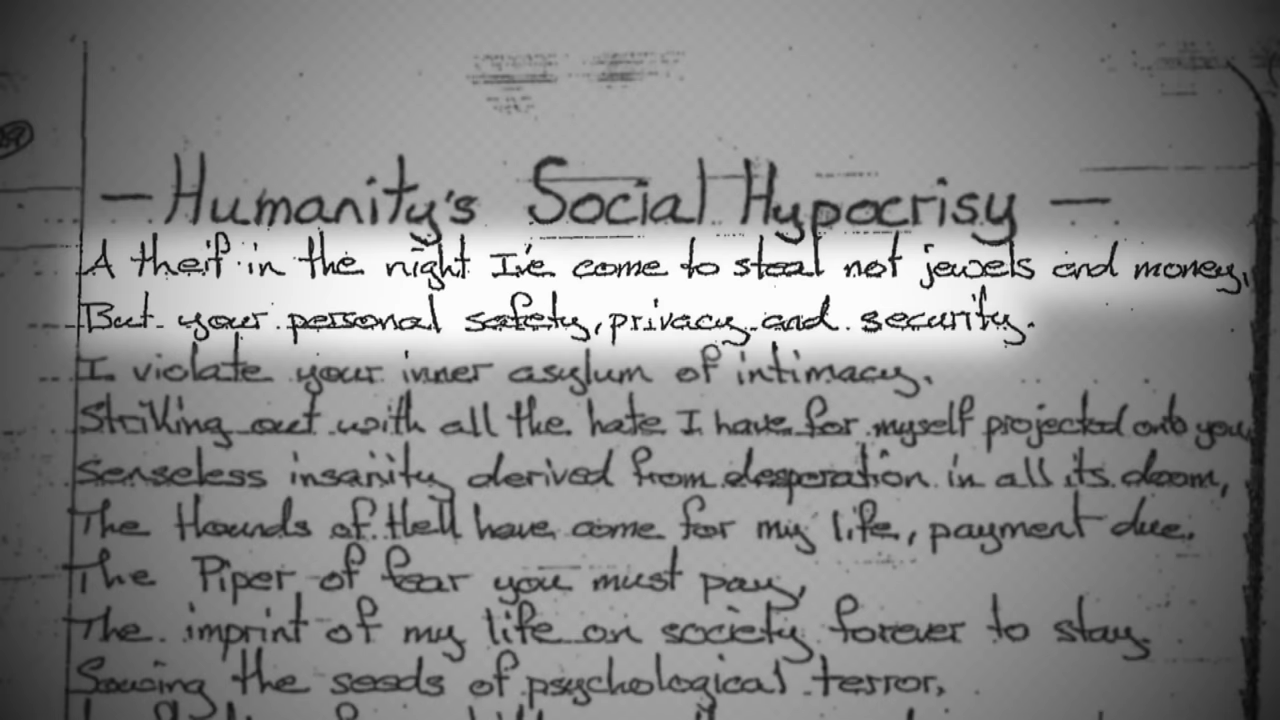 — Humanity's Social Hypocrisy —
A theif in the night I've come to steal not jewels and money,
But your personal safety, privacy and security.
I violate your inner asylum of intimacy.
Striking out with all the hate I have for myself projected onto you,
Senseless insanity derived from desperation in all its doom,
The Hounds of Hell have come for my life, payment due.
The Piper of fear you must pay,
The imprint of my life on society forever to stay.
Sowing the seeds of psychological terror,